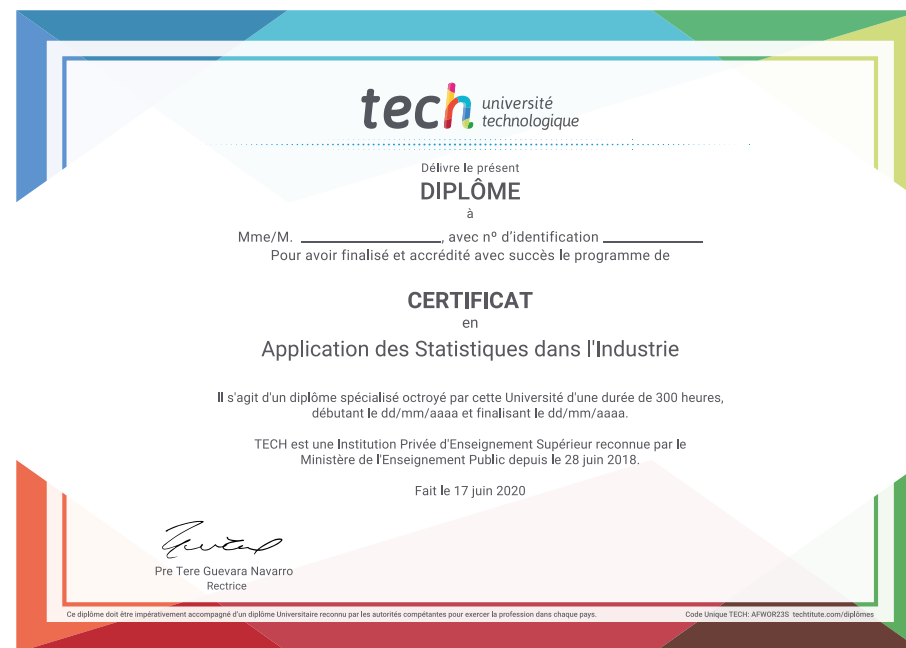 tech université
technologique
Délivre le présent
DIPLÔME
à
Mme/M. ____________________, avec nº d'identification ______________
Pour avoir finalisé et accrédité avec succès le programme de
CERTIFICAT
en
Application des Statistiques dans l'Industrie
Il s'agit d'un diplôme spécialisé octroyé par cette Université d'une durée de 300 heures,
débutant le dd/mm/aaaa et finalisant le dd/mm/aaaa.
TECH est une Institution Privée d'Enseignement Supérieur reconnue par le
Ministère de l'Enseignement Public depuis le 28 juin 2018.
Fait le 17 juin 2020
Pre Tere Guevara Navarro
Rectrice
Ce diplôme doit être impérativement accompagné d'un diplôme Universitaire reconnu par les autorités compétantes pour exercer la profession dans chaque pays.
Code Unique TECH: AFWOR23S techtitute.com/diplômes